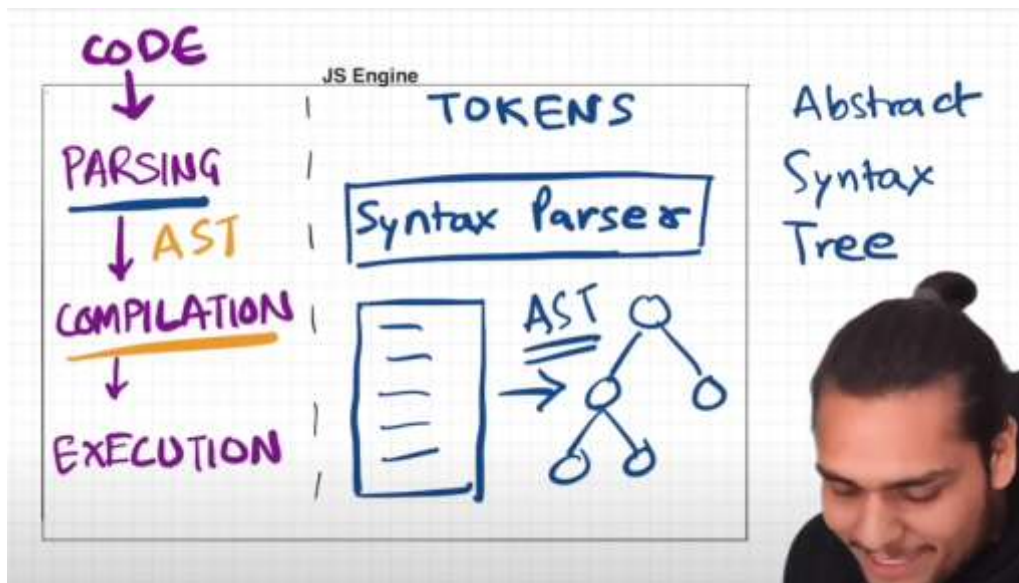 CODE
JS Engine
PARSING
AST
COMPILATION
EXECUTION
TOKENS
Syntax Parser
AST
Abstract
Syntax
Tree